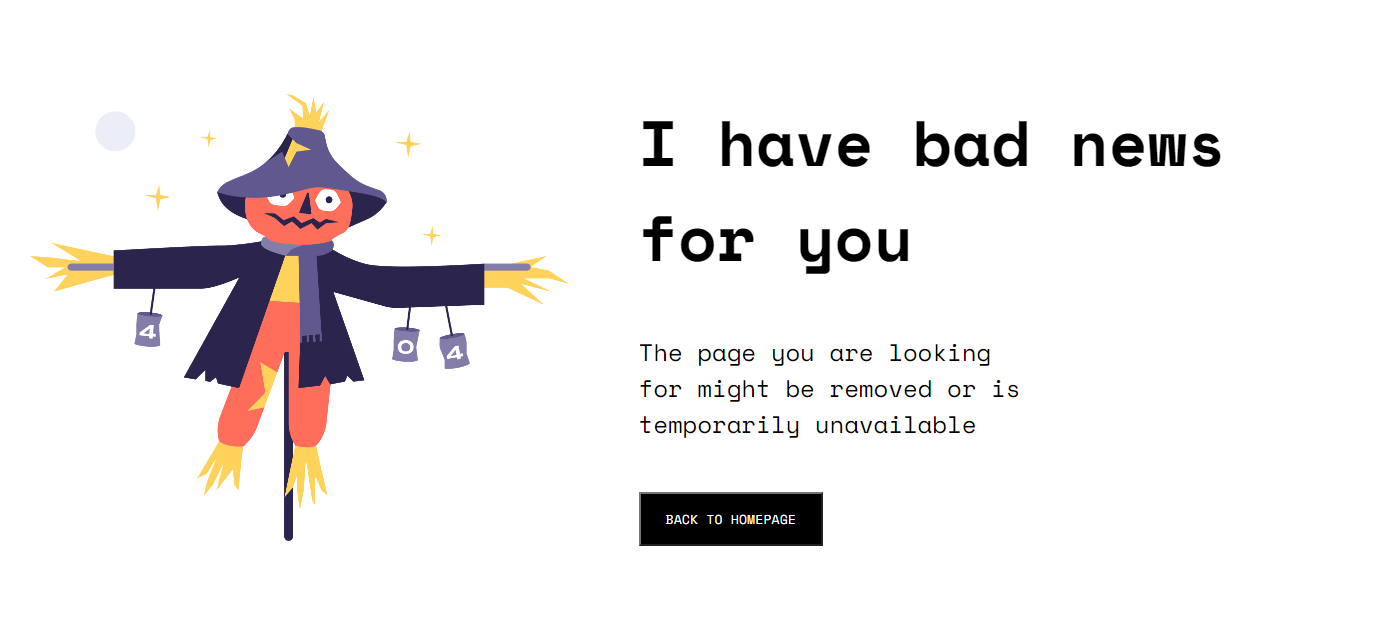 4
0
4
I have bad news
for you
The page you are looking
for might be removed or is
temporarily unavailable
BACK TO HOMEPAGE